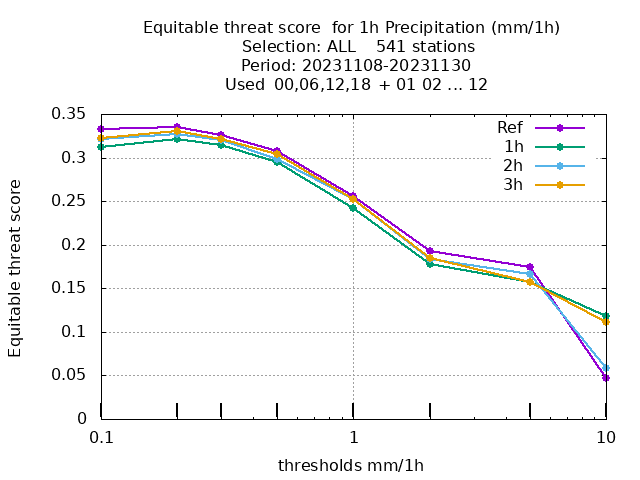 Equitable threat score  for 1h Precipitation (mm/1h)
Selection: ALL    541 stations
Period: 20231108-20231130
Used  00,06,12,18  + 01 02 ... 12
0.35
0.3
0.25
0.2
0.15
0.1
0.05
0
Equitable threat score
Ref
1h
2h
3h
0.1
1
10
thresholds mm/1h